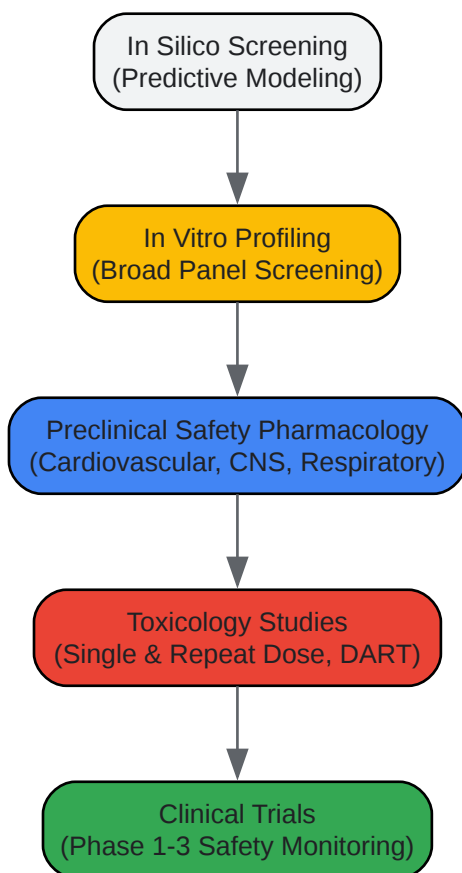 In Silico Screening
(Predictive Modeling)
In Vitro Profiling
(Broad Panel Screening)
Preclinical Safety Pharmacology
(Cardiovascular, CNS, Respiratory)
Toxicology Studies
(Single & Repeat Dose, DART)
Clinical Trials
(Phase 1-3 Safety Monitoring)